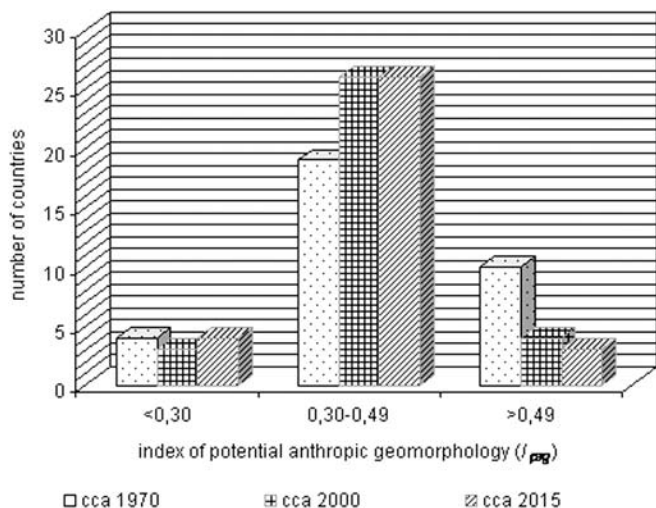 30
25
20
15
10
5
0
number of countries
<0,30 0,30-0,49 >0,49
index of potential anthropic geomorphology (I pag)
cca 1970 cca 2000 cca 2015